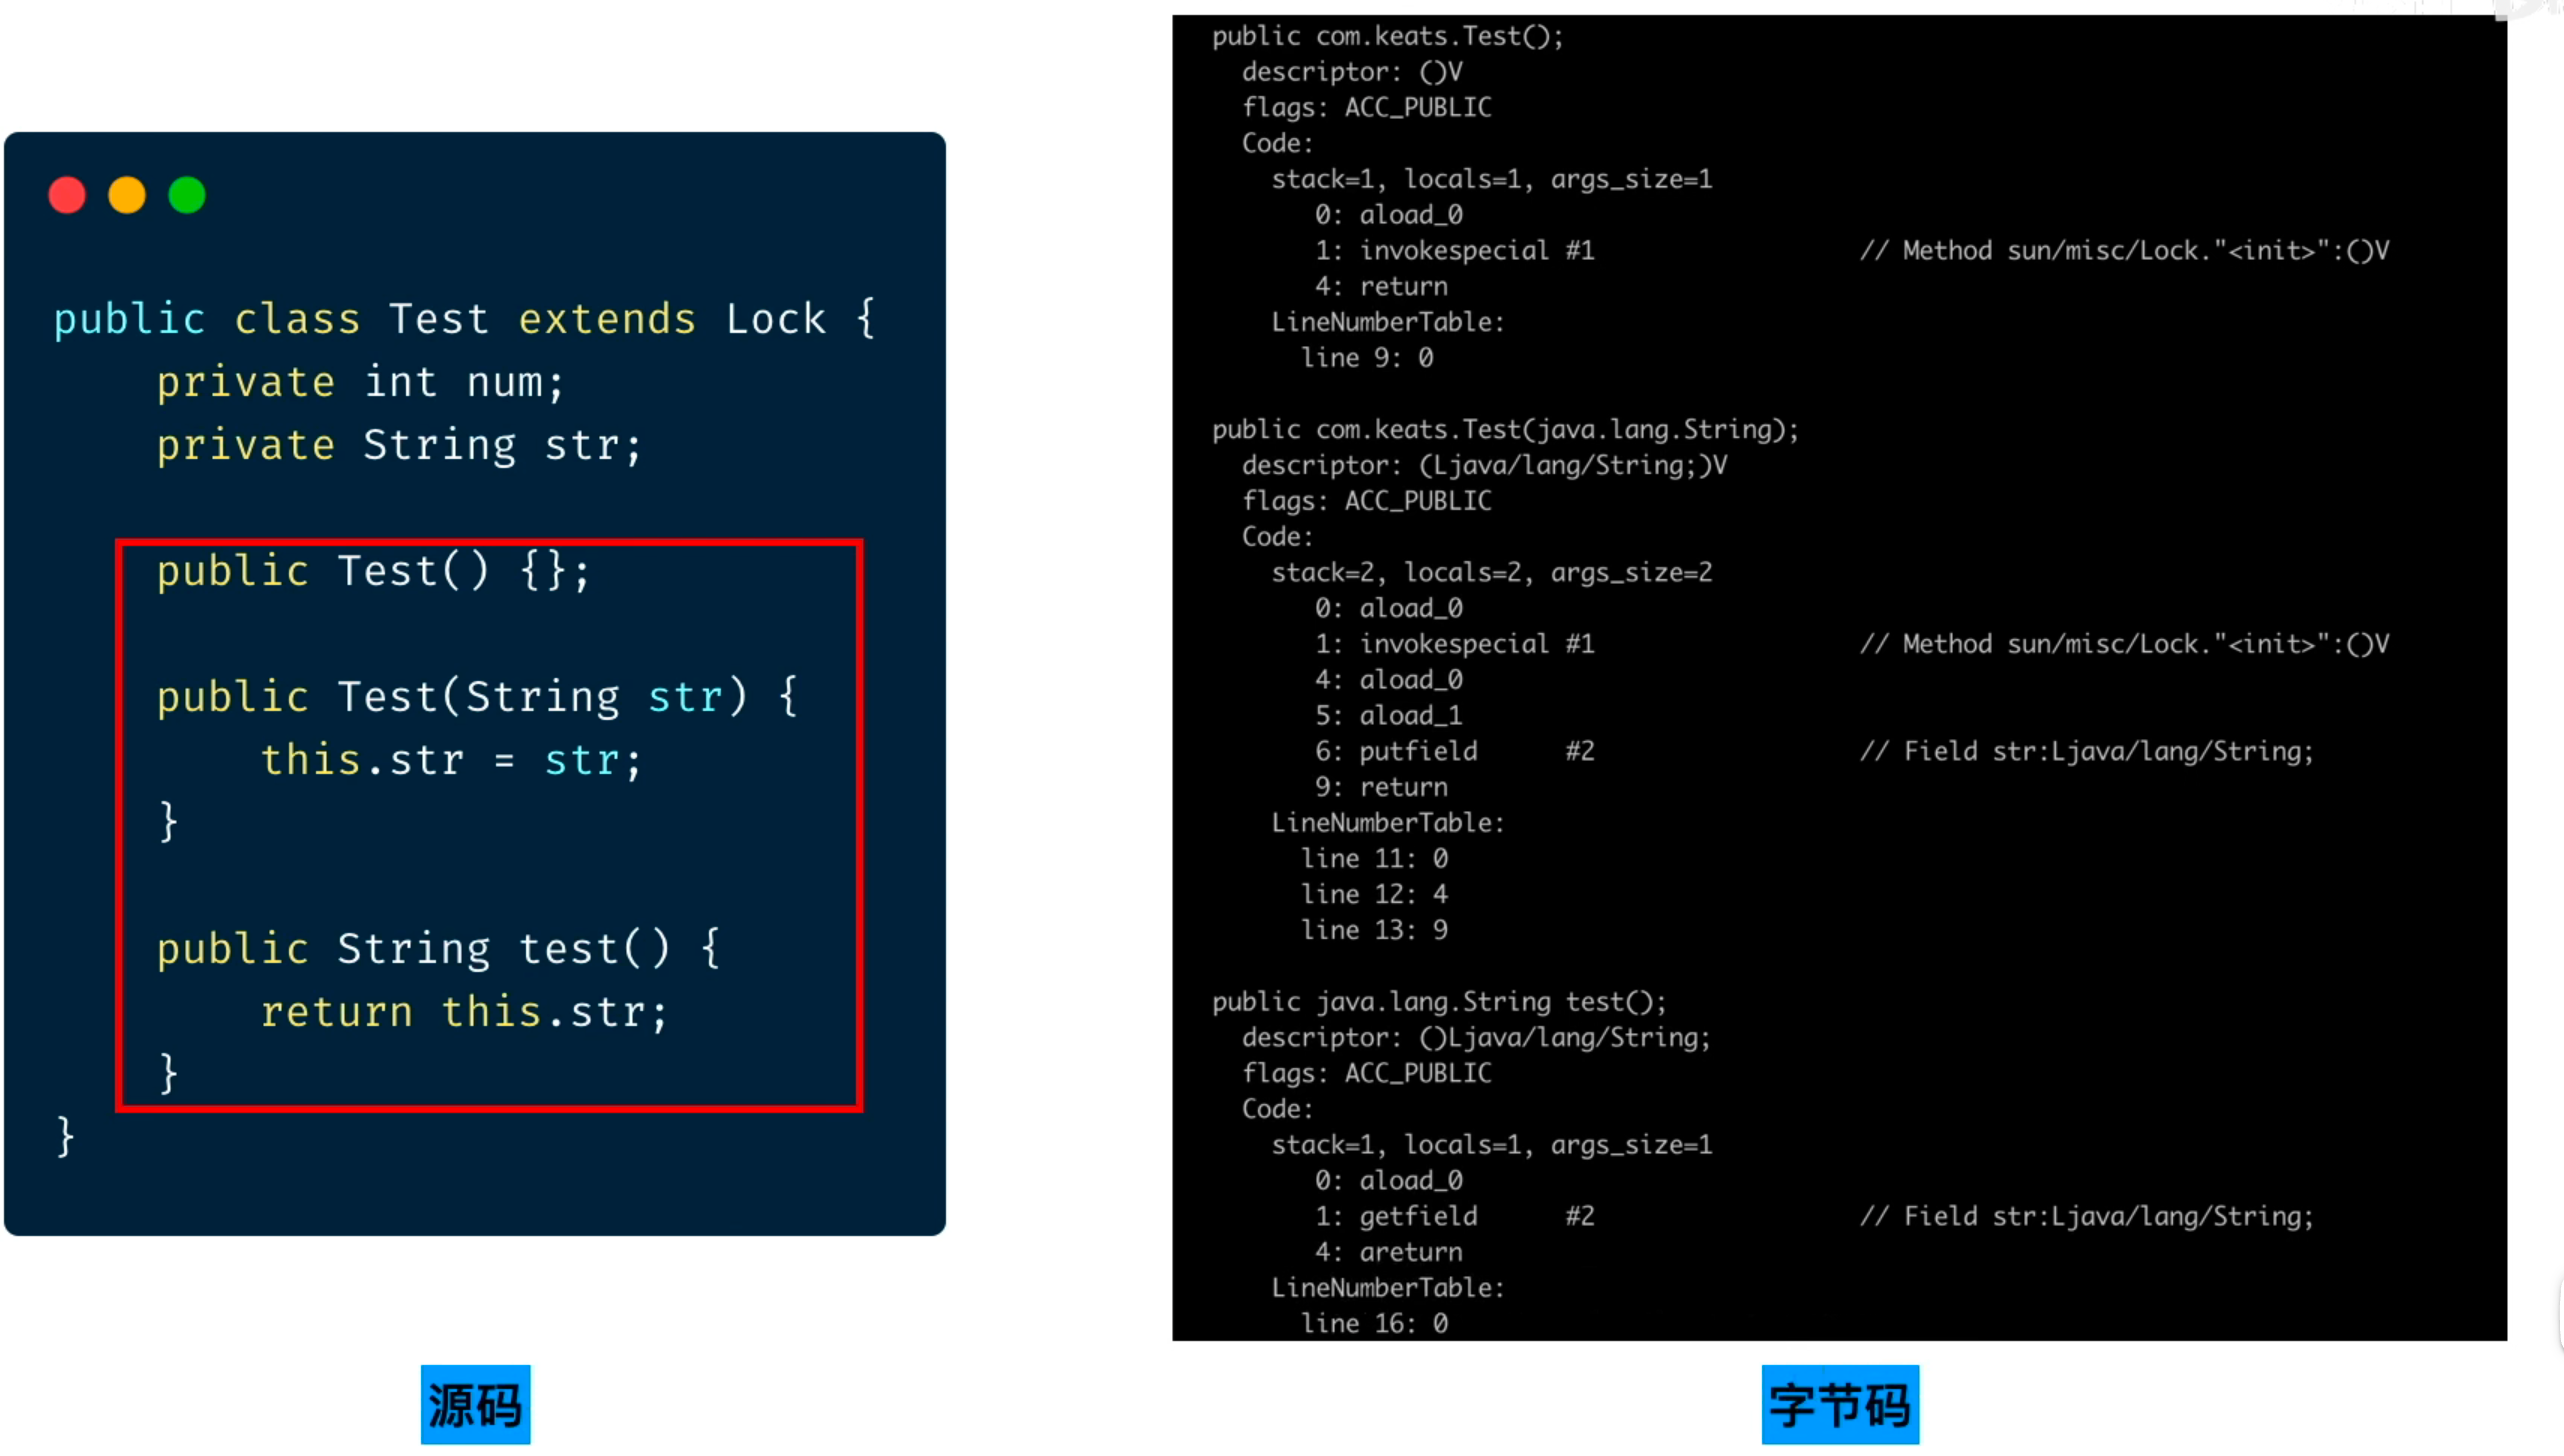 public class Test extends Lock {
    private int num;
    private String str;
    public Test() {};
    public Test(String str) {
        this.str = str;
    }
    public String test() {
        return this.str;
    }
}
源码
public com.keats.Test();
  descriptor: ()V
  flags: ACC_PUBLIC
  Code:
    stack=1, locals=1, args_size=1
       0: aload_0
       1: invokespecial #1                  // Method sun/misc/Lock."<init>":()V
       4: return
    LineNumberTable:
      line 9: 0
public com.keats.Test(java.lang.String);
  descriptor: (Ljava/lang/String;)V
  flags: ACC_PUBLIC
  Code:
    stack=2, locals=2, args_size=2
       0: aload_0
       1: invokespecial #1                  // Method sun/misc/Lock."<init>":()V
       4: aload_0
       5: aload_1
       6: putfield      #2                  // Field str:Ljava/lang/String;
       9: return
    LineNumberTable:
      line 11: 0
      line 12: 4
      line 13: 9
public java.lang.String test();
  descriptor: ()Ljava/lang/String;
  flags: ACC_PUBLIC
  Code:
    stack=1, locals=1, args_size=1
       0: aload_0
       1: getfield      #2                  // Field str:Ljava/lang/String;
       4: areturn
    LineNumberTable:
      line 16: 0
字节码